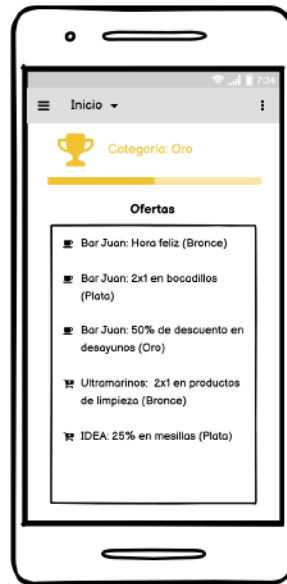 7:34
Inicio
Categoría: Oro
Ofertas
Bar Juan: Hora feliz (Bronce)
Bar Juan: 2x1 en bocadillos
(Plata)
Bar Juan: 50% de descuento en
desayunos (Oro)
Ultramarinos: 2x1 en productos
de limpieza (Bronce)
IDEA: 25% en mesillas (Plata)